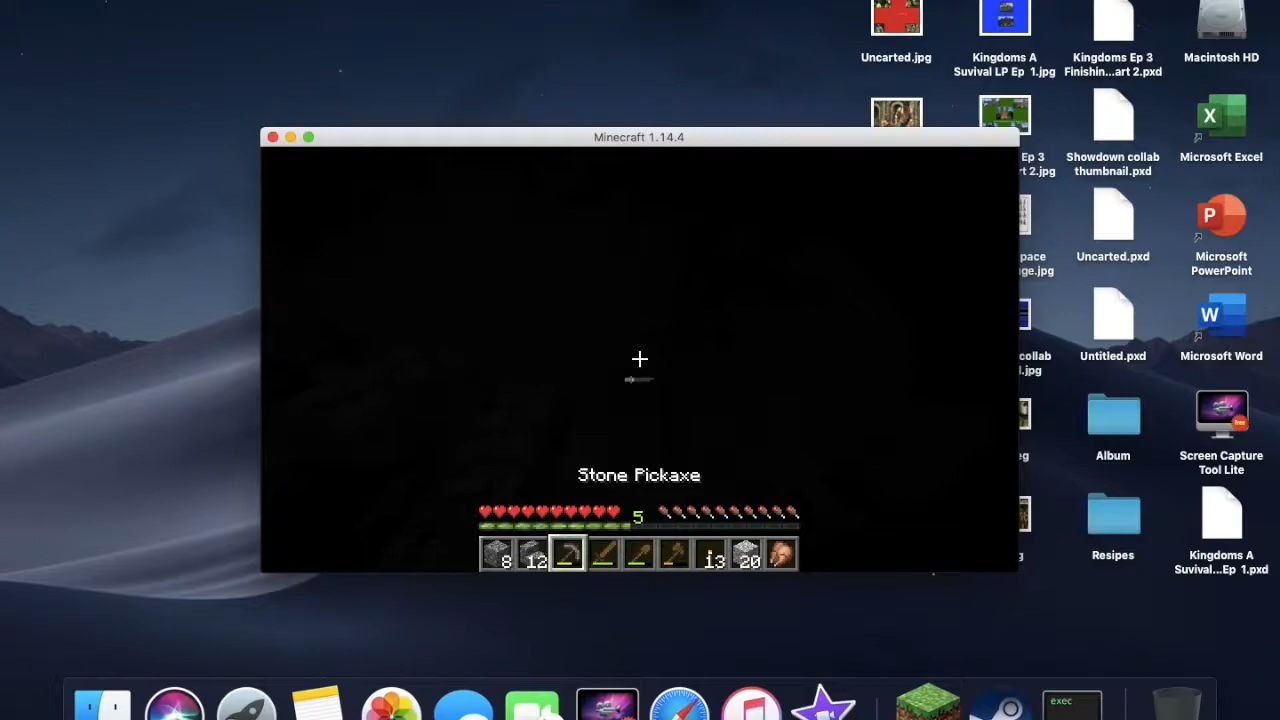 Uncarted.jpg
Kingdoms A
Suvival LP Ep 1.jpg
Kingdoms Ep 3
Finishin...art 2.pxd
Macintosh HD
Minecraft 1.14.4
Ep 3
rt 2.jpg
Showdown collab
thumbnail.pxd
Microsoft Excel
pace
ge.jpg
Uncarted.pxd
Microsoft
PowerPoint
collab
l.jpg
Untitled.pxd
Microsoft Word
eg
Album
Screen Capture
Tool Lite
free
Stone Pickaxe
5
8
12
13
20
g
Resipes
Kingdoms A
Suvival...Ep 1.pxd
exec
X
P
W